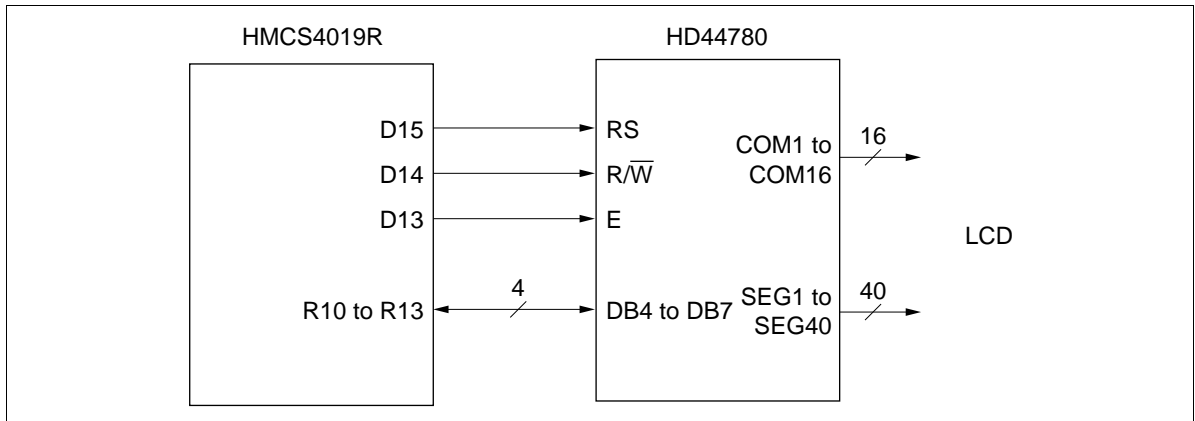 HMCS4019R
HD44780
D15
RS
D14
R/W̅
D13
E
R10 to R13
4
DB4 to DB7
COM1 to
COM16
16
SEG1 to
SEG40
40
LCD